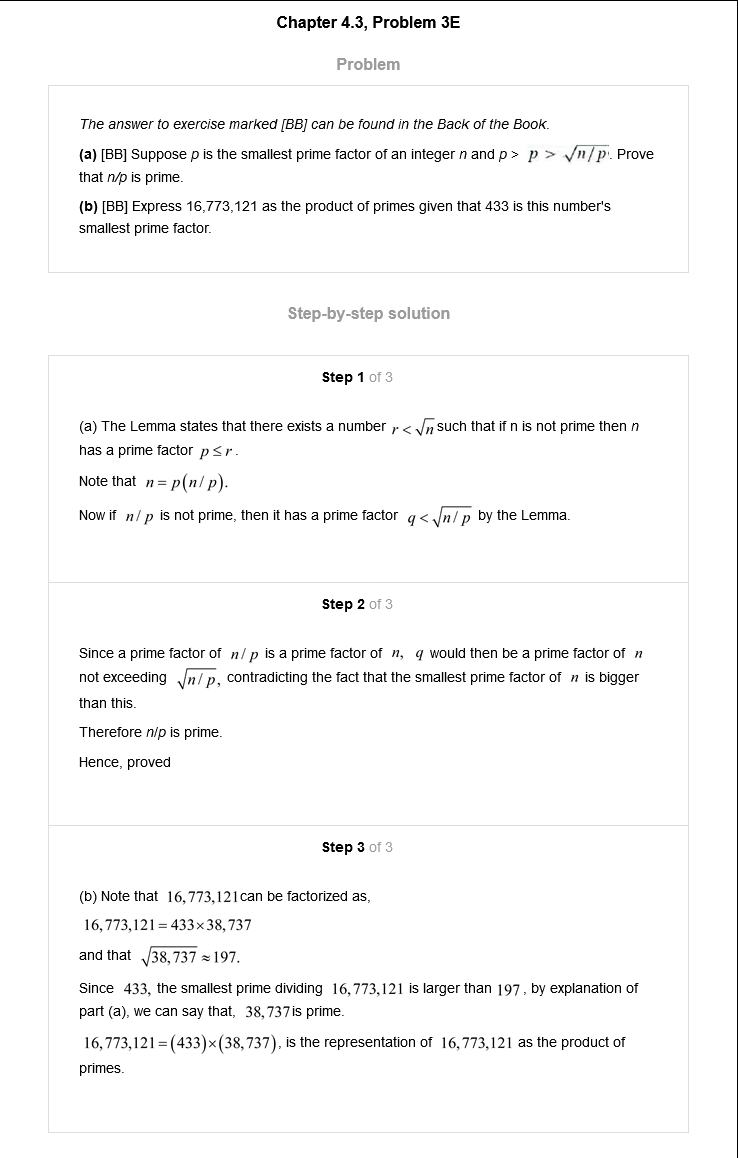 Chapter 4.3, Problem 3E
Problem
The answer to exercise marked [BB] can be found in the Back of the Book.
(a) [BB] Suppose p is the smallest prime factor of an integer n and p > p > √n/p. Prove
that n/p is prime.
(b) [BB] Express 16,773,121 as the product of primes given that 433 is this number's
smallest prime factor.
Step-by-step solution
Step 1 of 3
(a) The Lemma states that there exists a number r < √n such that if n is not prime then n
has a prime factor p ≤ r.
Note that n = p(n/p).
Now if n/p is not prime, then it has a prime factor q < √n/p by the Lemma.
Step 2 of 3
Since a prime factor of n/p is a prime factor of n, q would then be a prime factor of n
not exceeding √n/p, contradicting the fact that the smallest prime factor of n is bigger
than this.
Therefore n/p is prime.
Hence, proved
Step 3 of 3
(b) Note that 16,773,121 can be factorized as,
16,773,121 = 433×38,737
and that √38,737 ≈ 197.
Since 433, the smallest prime dividing 16,773,121 is larger than 197, by explanation of
part (a), we can say that, 38,737 is prime.
16,773,121 = (433)×(38,737), is the representation of 16,773,121 as the product of
primes.